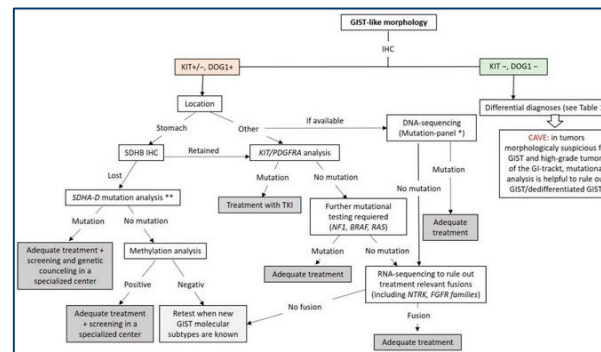 GIST-like morphology
IHC
KIT+/−, DOG1+
KIT −, DOG1 −
Location
If available
DNA-sequencing
(Mutation-panel *)
Differential diagnoses (see Table
Stomach
Other
SDHB IHC
Retained
KIT/PDGFRA analysis
CAVE: in tumors
morphologicaly suspicious f
GIST and high-grade tumor
of the GI-trackt, mutational
analysis is helpful to rule ou
GIST/dedifferentiated GIST
Lost
Mutation
No mutation
No mutation
Mutation
SDHA-D mutation analysis **
Treatment with TKI
Further mutational
testing requiered
(NF1, BRAF, RAS)
Adequate
treatment
Mutation
No mutation
Adequate treatment +
screening and genetic
counceling in a
specialized center
Methylation analysis
Mutation
No mutation
Adequate treatment
RNA-sequencing to rule out
treatment relevant fusions
(including NTRK, FGFR families)
Positive
Negativ
No fusion
Adequate treatment
+ screening in a
specialized center
Retest when new
GIST molecular
subtypes are known
Fusion
Adequate
treatment